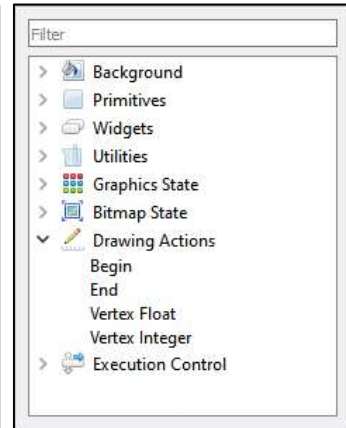 Filter
Background
Primitives
Widgets
Utilities
Graphics State
Bitmap State
Drawing Actions
Begin
End
Vertex Float
Vertex Integer
Execution Control